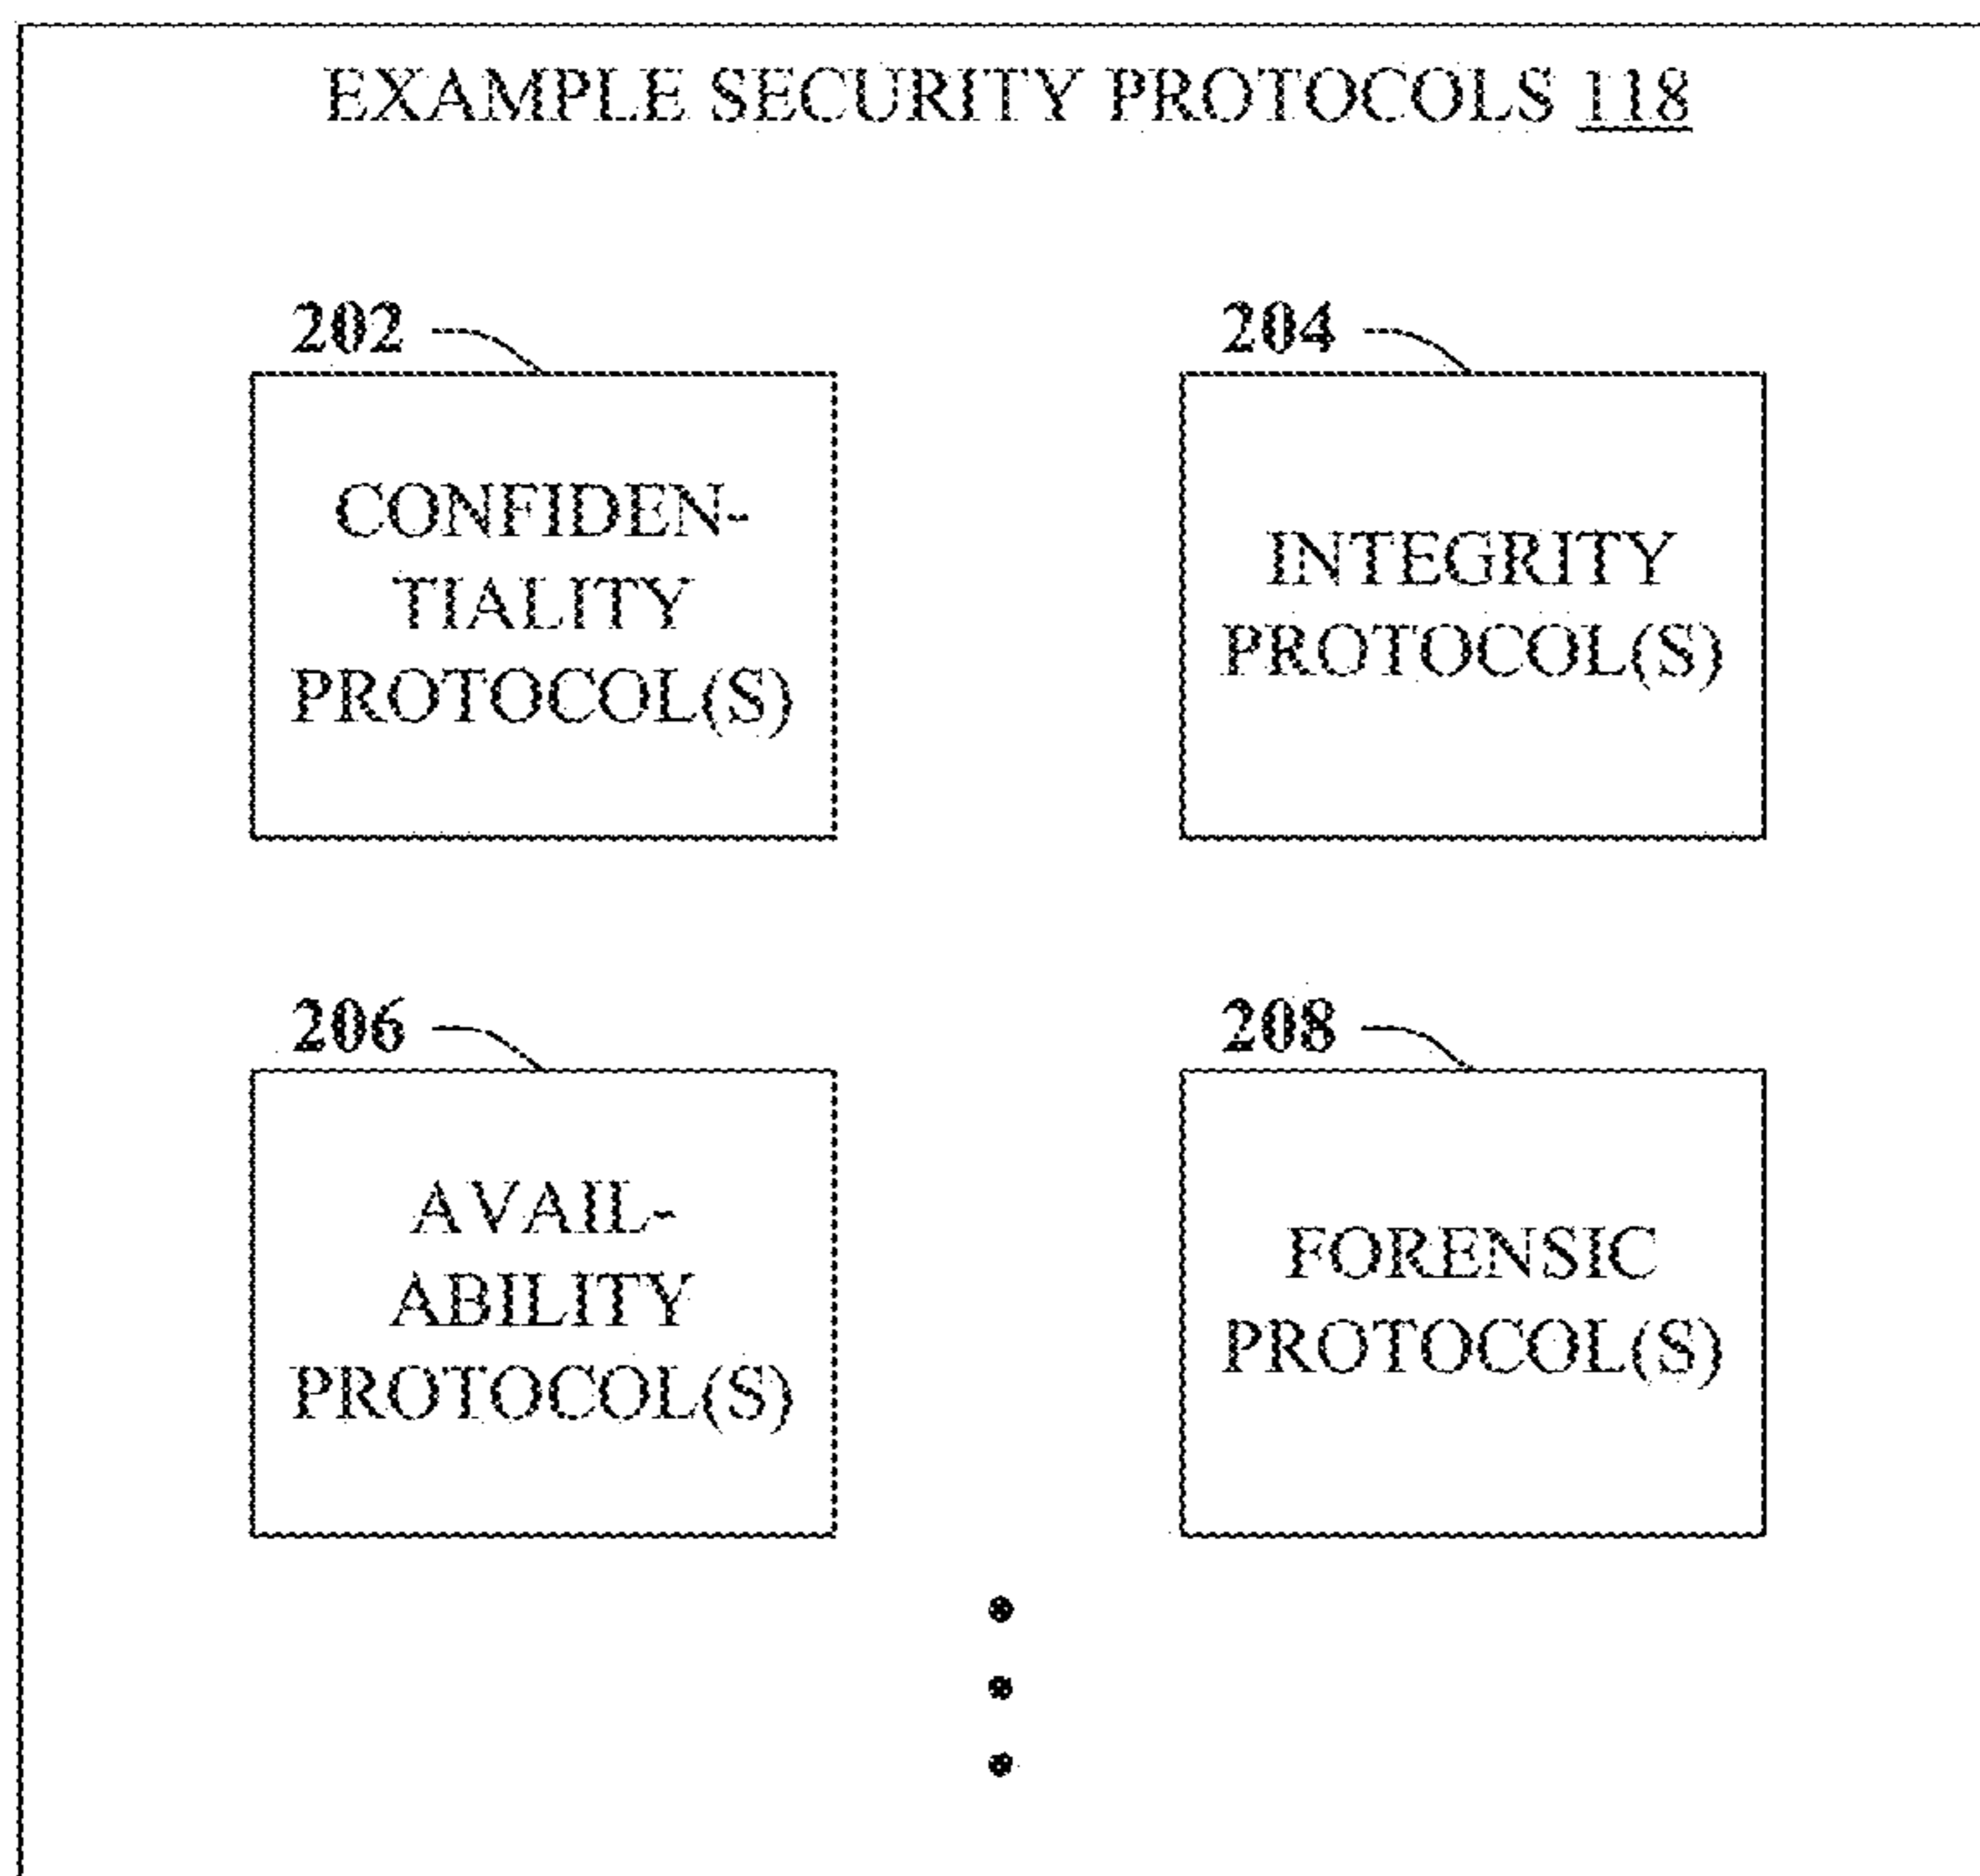 EXAMPLE SECURITY PROTOCOLS 118
202
CONFIDEN-
TIALITY
PROTOCOL(S)
204
INTEGRITY
PROTOCOL(S)
206
AVAIL-
ABILITY
PROTOCOL(S)
208
FORENSIC
PROTOCOL(S)